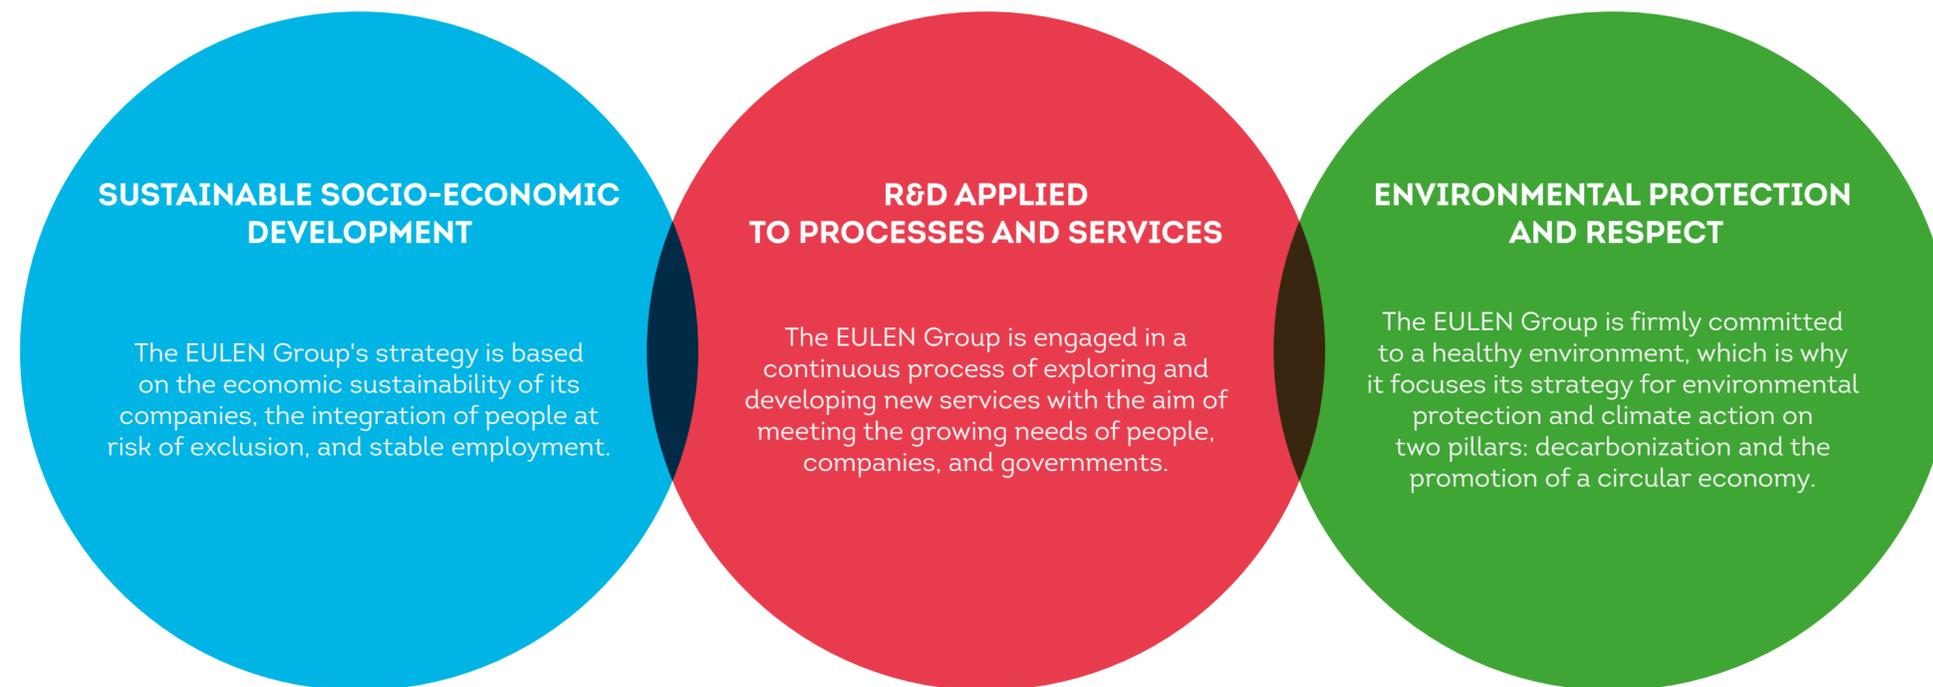 SUSTAINABLE SOCIO-ECONOMIC
DEVELOPMENT
The EULEN Group's strategy is based
on the economic sustainability of its
companies, the integration of people at
risk of exclusion, and stable employment.
R&D APPLIED
TO PROCESSES AND SERVICES
The EULEN Group is engaged in a
continuous process of exploring and
developing new services with the aim of
meeting the growing needs of people,
companies, and governments.
ENVIRONMENTAL PROTECTION
AND RESPECT
The EULEN Group is firmly committed
to a healthy environment, which is why
it focuses its strategy for environmental
protection and climate action on
two pillars: decarbonization and the
promotion of a circular economy.